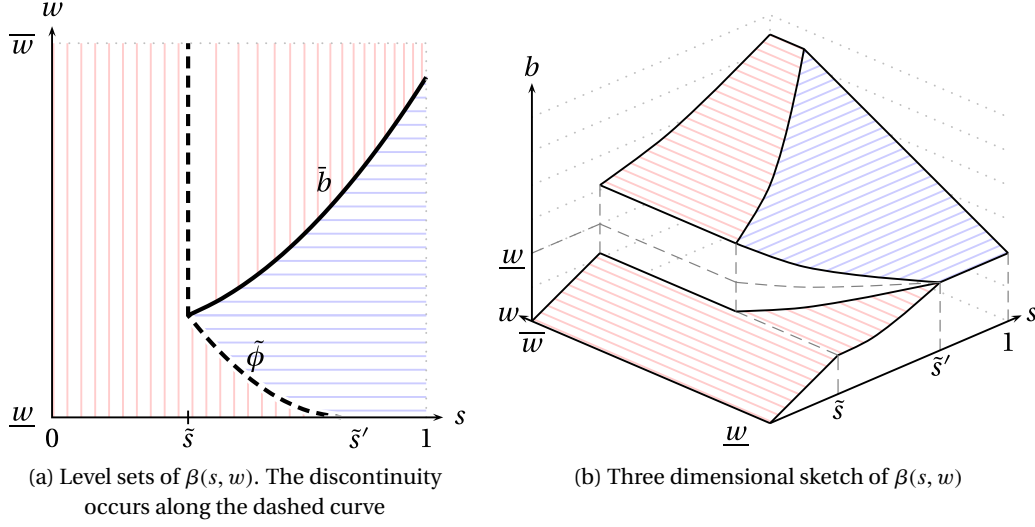 w
w̅
b̄
ϕ̃
w̲
0
s̃
s̃′
1
s
(a) Level sets of β(s, w). The discontinuity
occurs along the dashed curve
b
w̲
w
w̅
s
1
s̃′
s̃
w̲
(b) Three dimensional sketch of β(s, w)